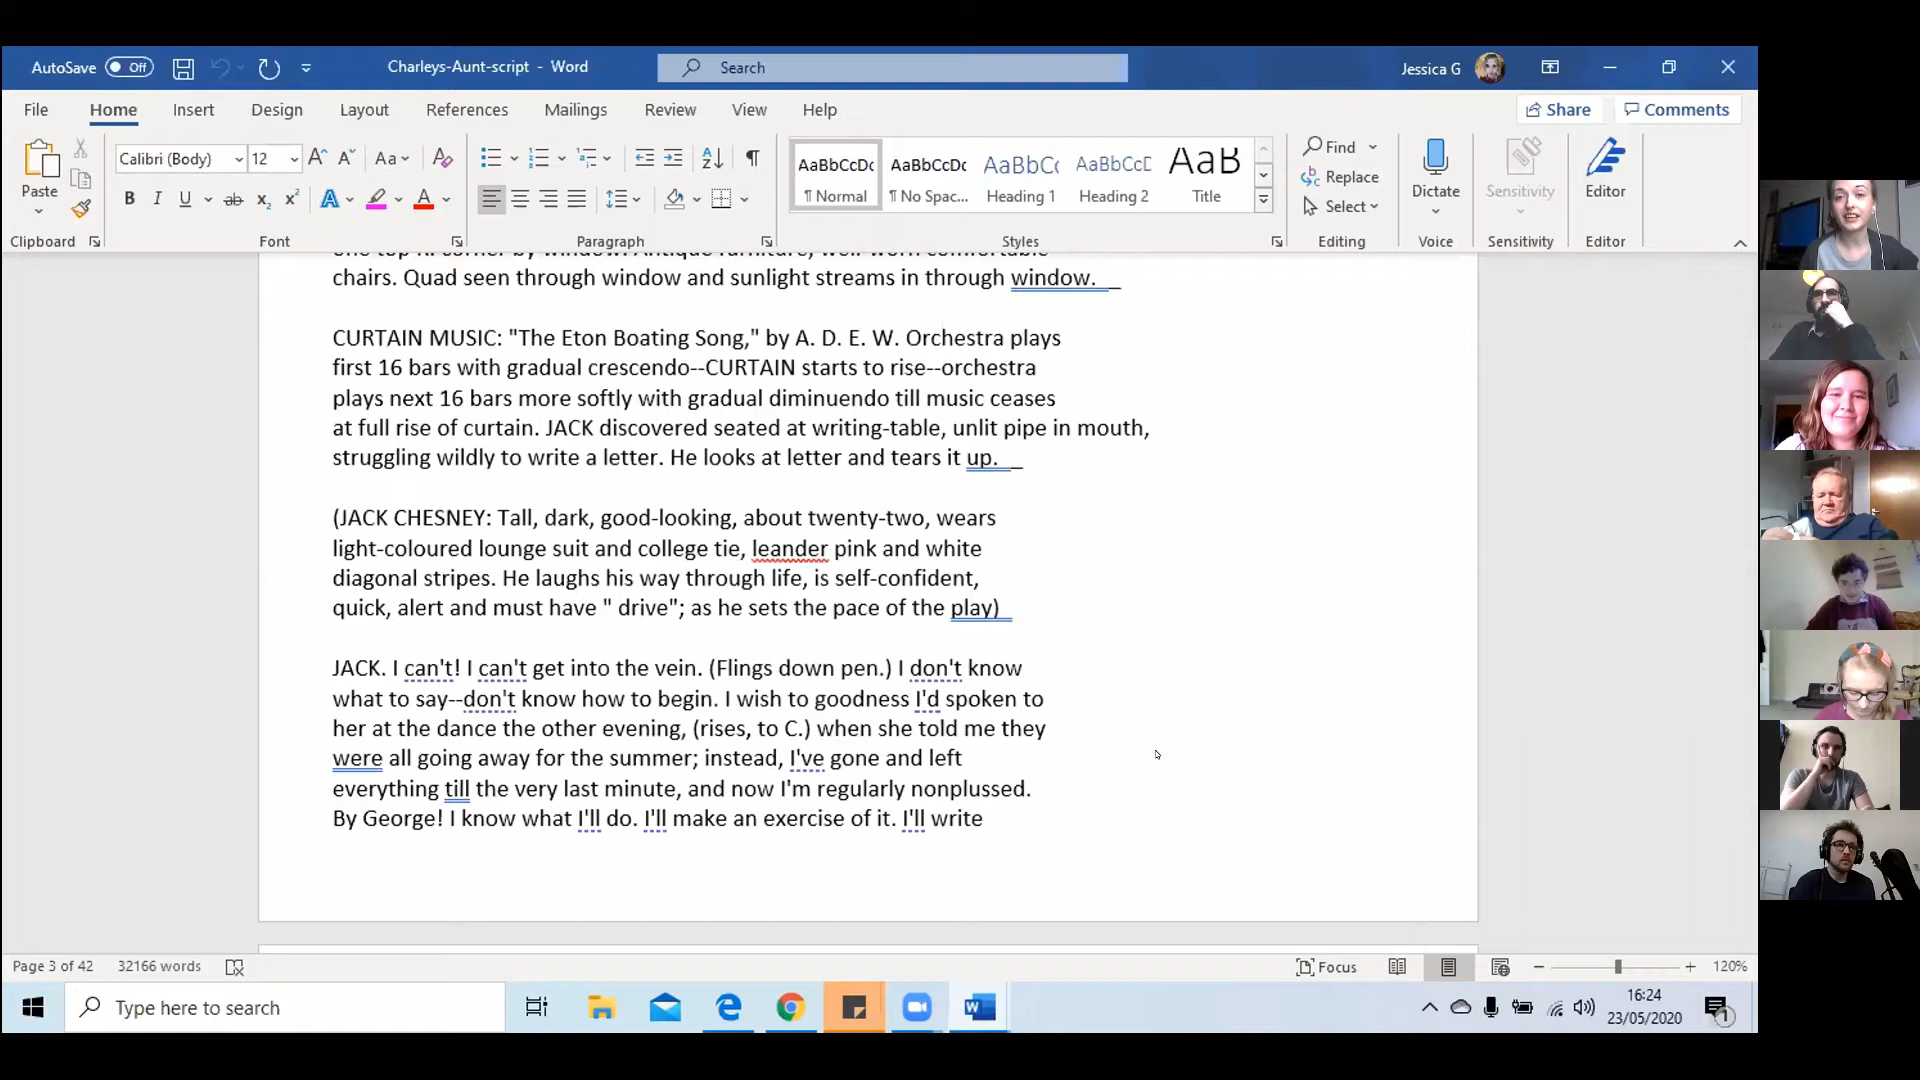 AutoSave Off Charleys-Aunt-script - Word Search Jessica G
File Home Insert Design Layout References Mailings Review View Help Share Comments
Paste Calibri (Body) 12 Aa AaBbCcDc AaBbCcDc AaBbCc AaBbCcD AaB Find Replace Select Dictate Sensitivity Editor
¶ Normal ¶ No Spac... Heading 1 Heading 2 Title
Clipboard Font Paragraph Styles Editing Voice Sensitivity Editor
one top R. corner by window. Antique furniture, well-worn comfortable
chairs. Quad seen through window and sunlight streams in through window. _
CURTAIN MUSIC: "The Eton Boating Song," by A. D. E. W. Orchestra plays
first 16 bars with gradual crescendo--CURTAIN starts to rise--orchestra
plays next 16 bars more softly with gradual diminuendo till music ceases
at full rise of curtain. JACK discovered seated at writing-table, unlit pipe in mouth,
struggling wildly to write a letter. He looks at letter and tears it up. _
(JACK CHESNEY: Tall, dark, good-looking, about twenty-two, wears
light-coloured lounge suit and college tie, leander pink and white
diagonal stripes. He laughs his way through life, is self-confident,
quick, alert and must have " drive"; as he sets the pace of the play)
JACK. I can't! I can't get into the vein. (Flings down pen.) I don't know
what to say--don't know how to begin. I wish to goodness I'd spoken to
her at the dance the other evening, (rises, to C.) when she told me they
were all going away for the summer; instead, I've gone and left
everything till the very last minute, and now I'm regularly nonplussed.
By George! I know what I'll do. I'll make an exercise of it. I'll write
Page 3 of 42 32166 words Focus 120%
Type here to search 16:24
23/05/2020 1